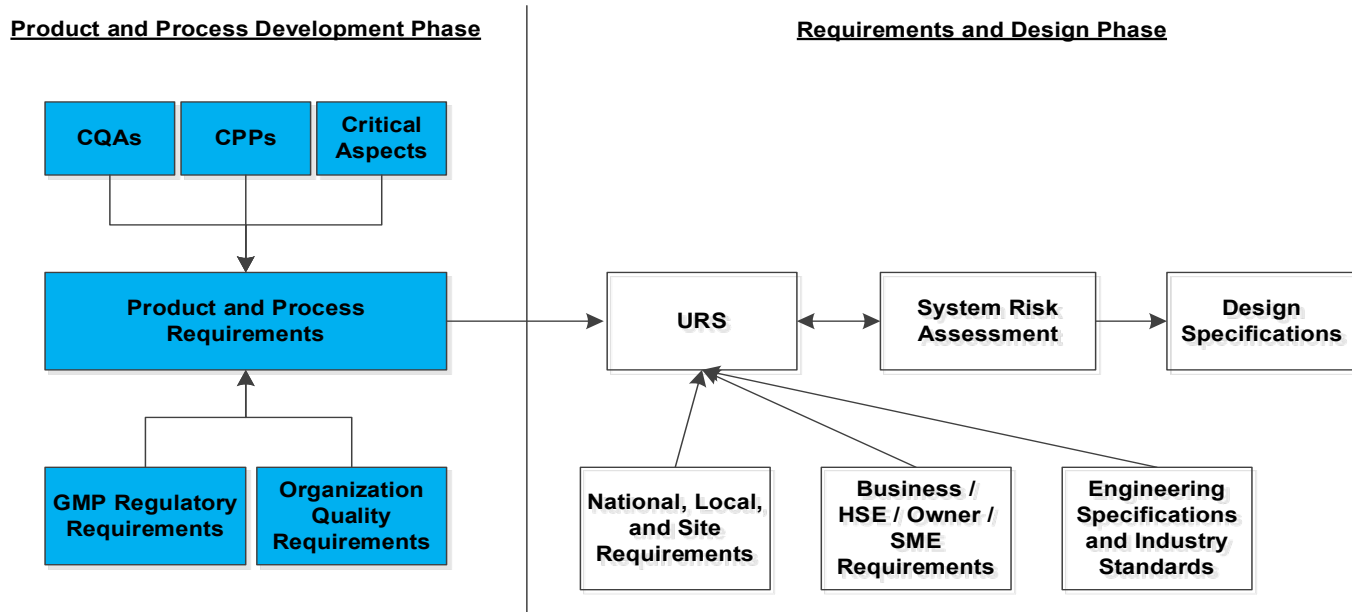 Product and Process Development Phase
Requirements and Design Phase
CQAs
CPPs
Critical
Aspects
Product and Process
Requirements
URS
System Risk
Assessment
Design
Specifications
GMP Regulatory
Requirements
Organization
Quality
Requirements
National, Local,
and Site
Requirements
Business /
HSE / Owner /
SME
Requirements
Engineering
Specifications
and Industry
Standards